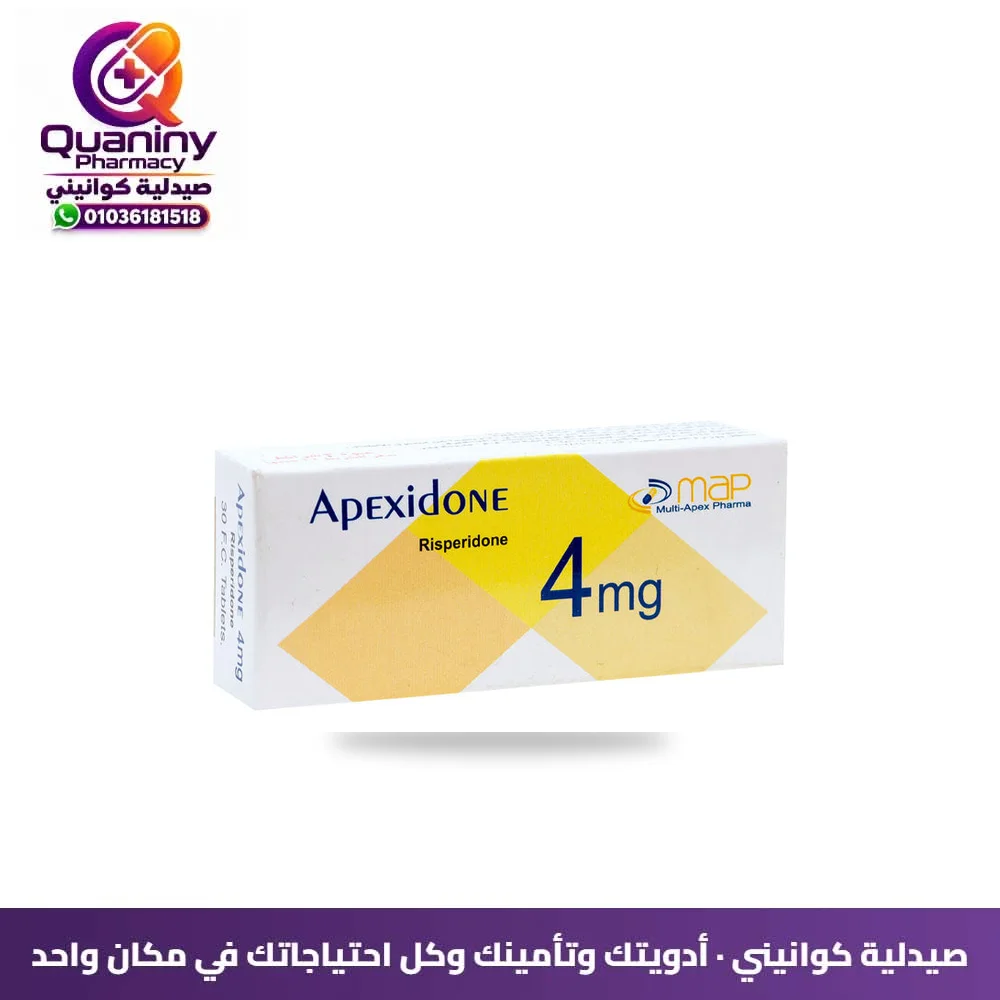 Quaniny
Pharmacy
صيدلية كوانيني
01036181518
APEXIDONE
Risperidone
4mg
map
Multi-Apex Pharma
Apexidone 4mg
Risperidone
30 F.C. Tablets.
صيدلية كوانيني · أدويتك وتأمينك وكل احتياجاتك في مكان واحد